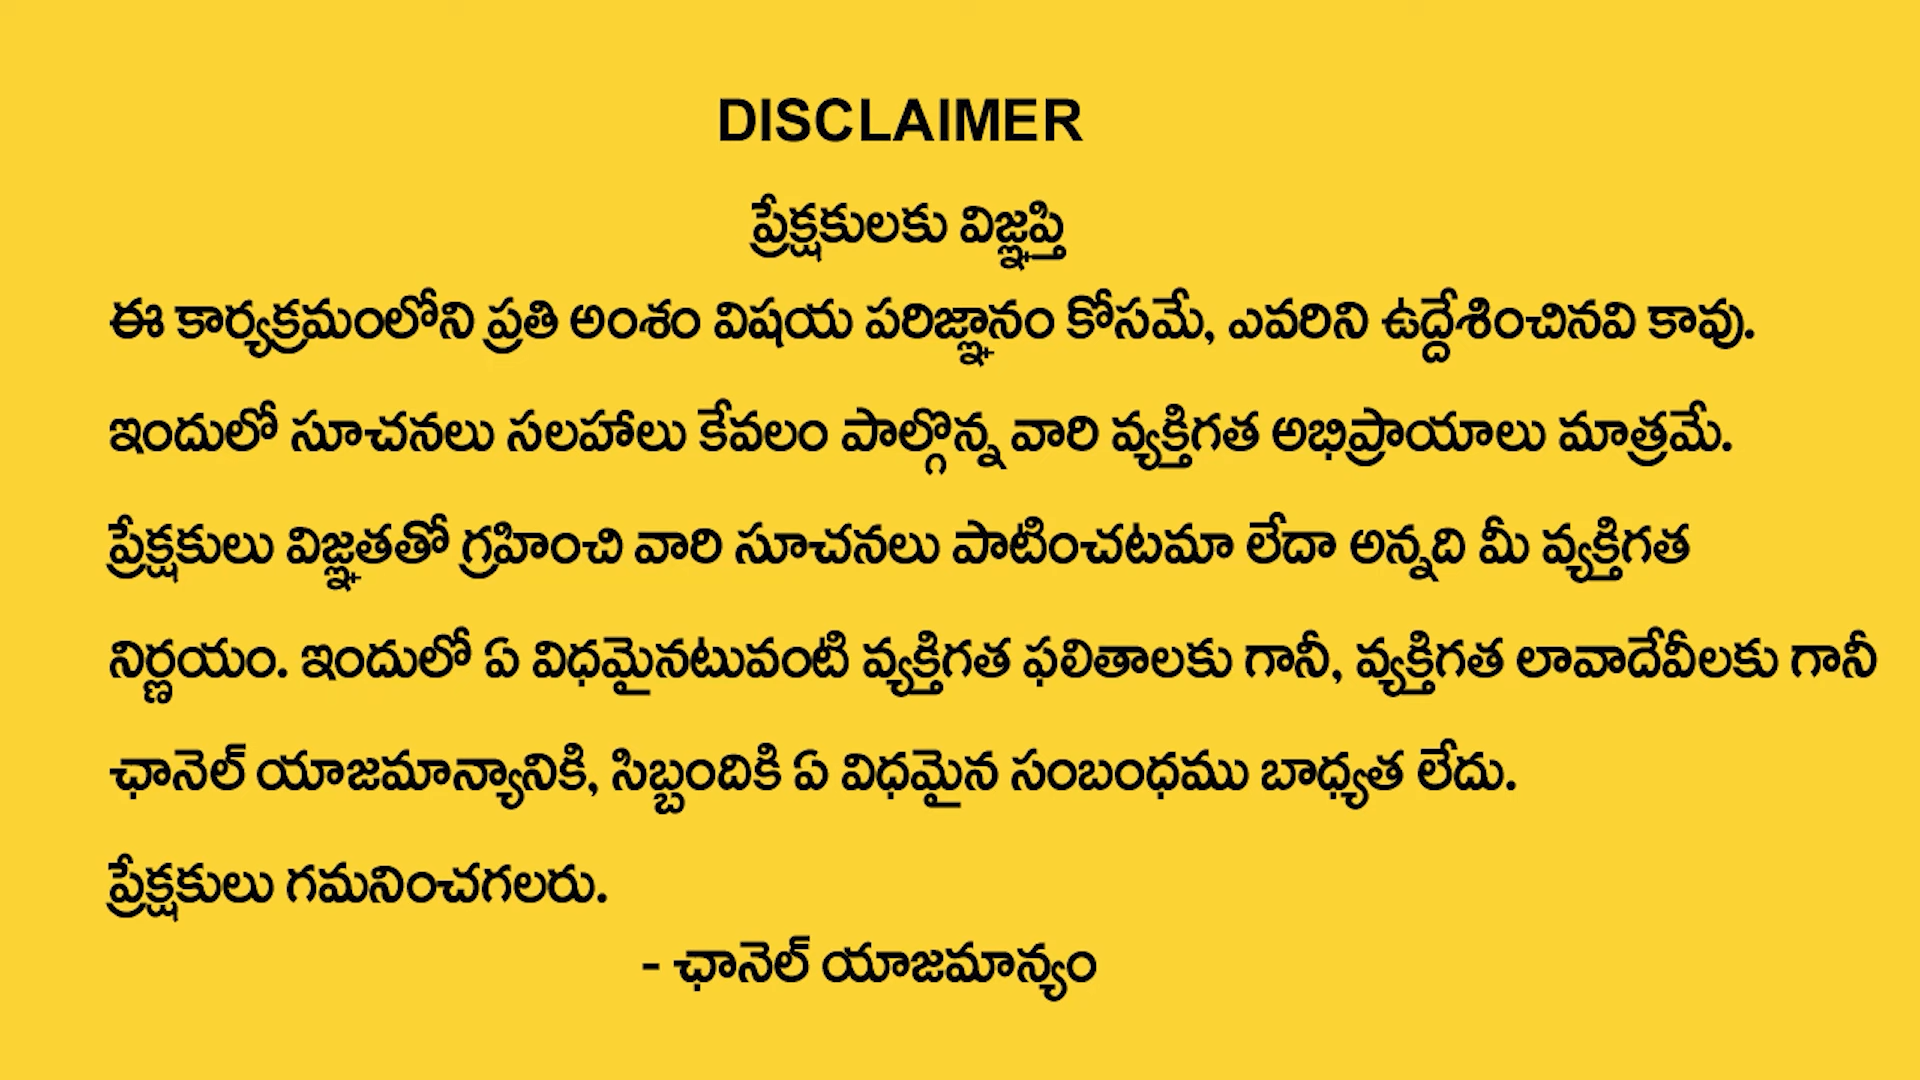 DISCLAIMER
ప్రేక్షకులకు విజ్ఞప్తి
ఈ కార్యక్రమంలోని ప్రతి అంశం విషయ పరిజ్ఞానం కోసమే, ఎవరిని ఉద్దేశించినవి కావు.
ఇందులో సూచనలు సలహాలు కేవలం పాల్గొన్న వారి వ్యక్తిగత అభిప్రాయాలు మాత్రమే.
ప్రేక్షకులు విజ్ఞతతో గ్రహించి వారి సూచనలు పాటించటమా లేదా అన్నది మీ వ్యక్తిగత
నిర్ణయం. ఇందులో ఏ విధమైనటువంటి వ్యక్తిగత ఫలితాలకు గానీ, వ్యక్తిగత లావాదేవీలకు గానీ
ఛానెల్ యాజమాన్యానికి, సిబ్బందికి ఏ విధమైన సంబంధము బాధ్యత లేదు.
ప్రేక్షకులు గమనించగలరు.
- ఛానెల్ యాజమాన్యం